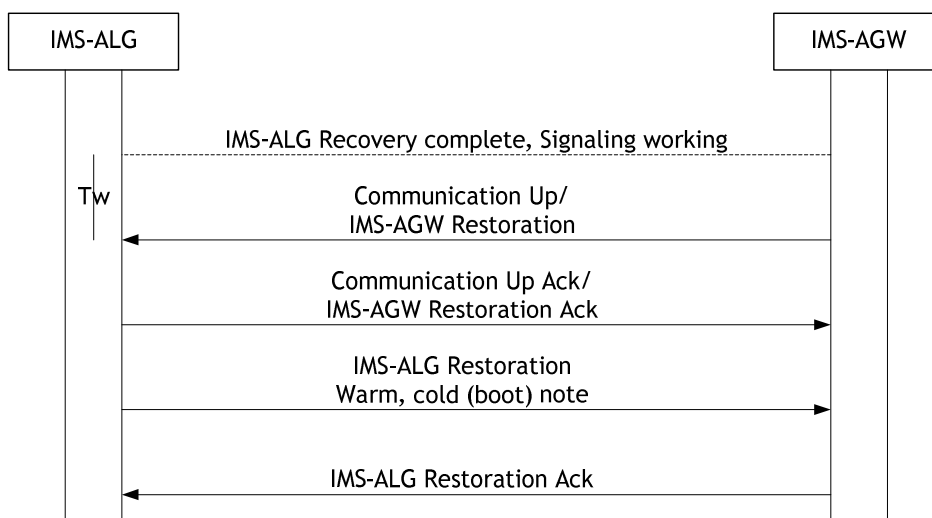 IMS-ALG
IMS-AGW
IMS-ALG Recovery complete, Signaling working
Tw
Communication Up/
IMS-AGW Restoration
Communication Up Ack/
IMS-AGW Restoration Ack
IMS-ALG Restoration
Warm, cold (boot) note
IMS-ALG Restoration Ack